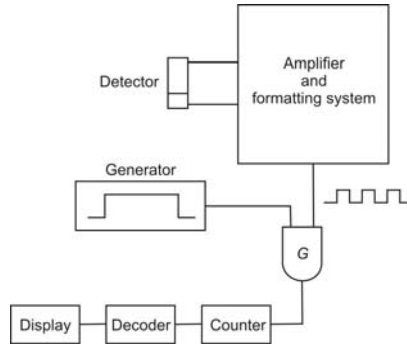 Amplifier
and
formatting system
Detector
Generator
G
Display
Decoder
Counter